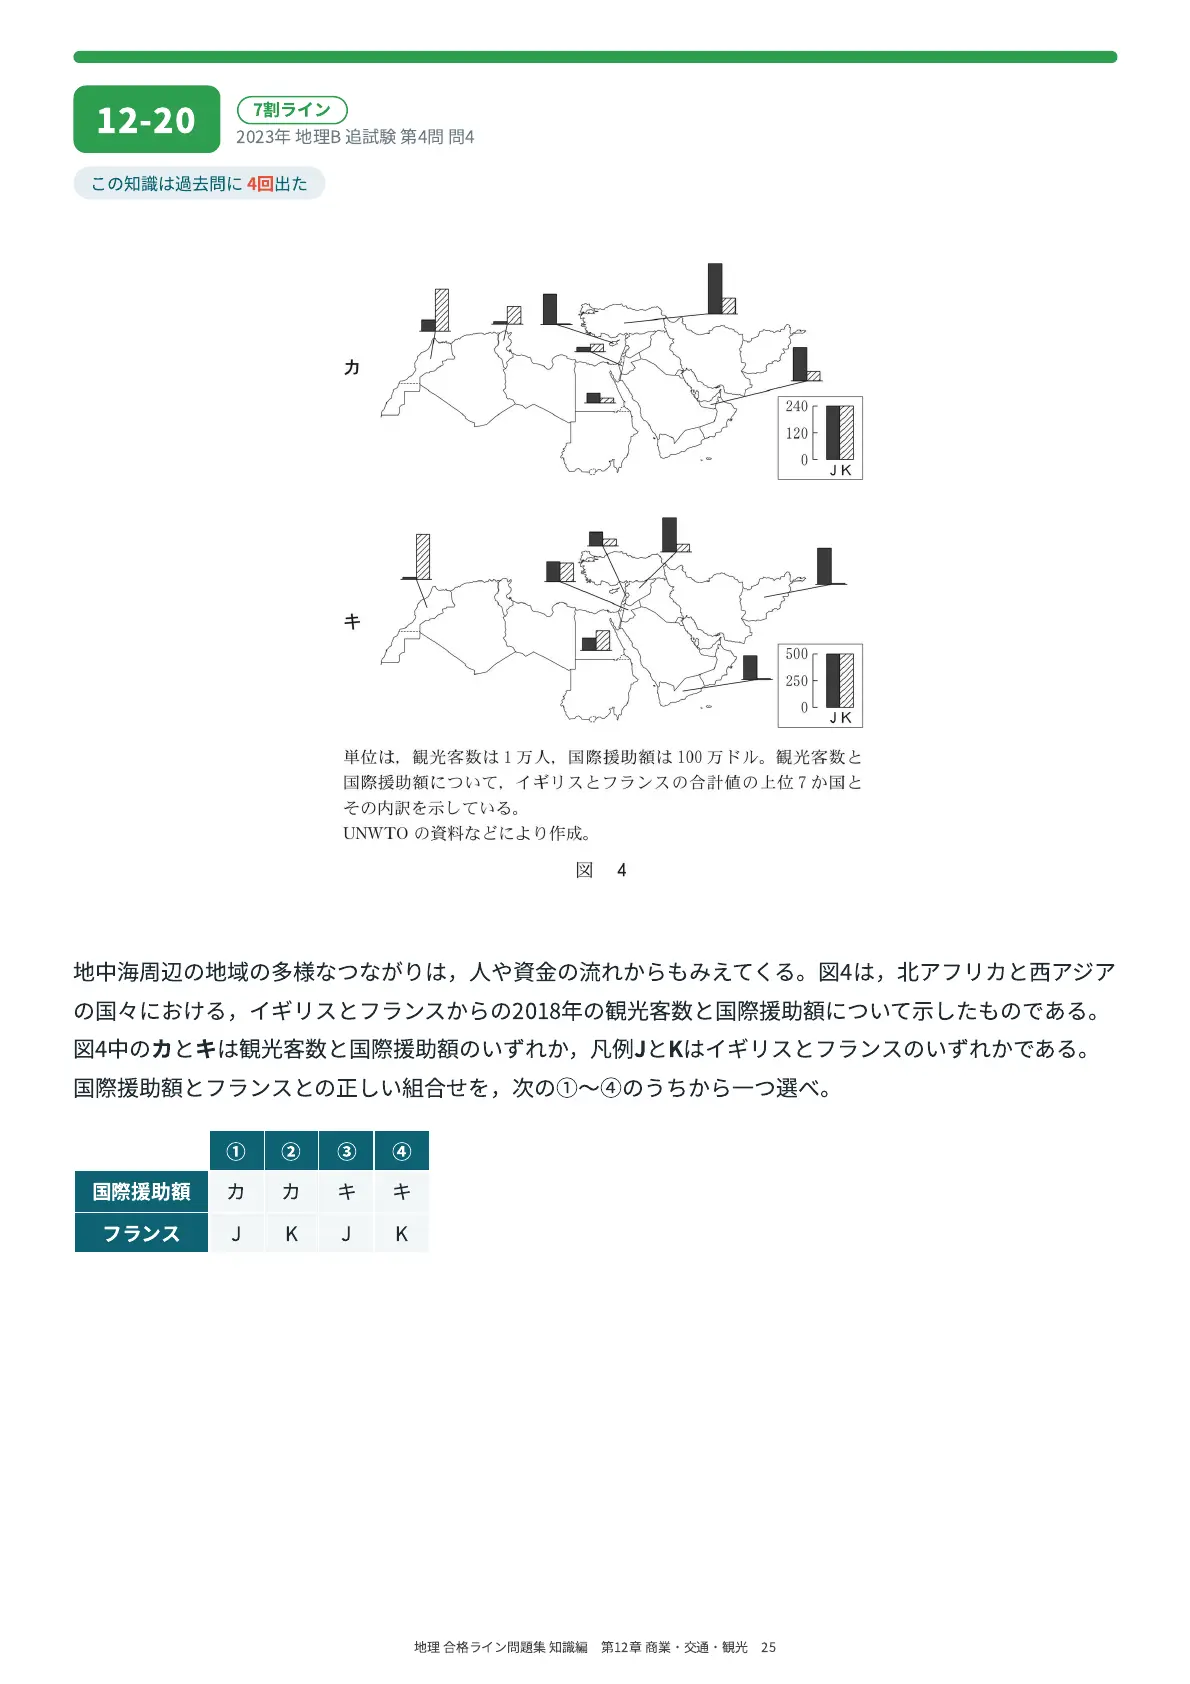 12-20
7割ライン
2023年 地理B 追試験 第4問 問4
この知識は過去問に 4回出た
カ
240
120
0
J K
キ
500
250
0
J K
単位は，観光客数は1万人，国際援助額は100万ドル。観光客数と
国際援助額について，イギリスとフランスの合計値の上位7か国と
その内訳を示している。
UNWTO の資料などにより作成。
図 4
地中海周辺の地域の多様なつながりは，人や資金の流れからもみえてくる。図4は，北アフリカと西アジア
の国々における，イギリスとフランスからの2018年の観光客数と国際援助額について示したものである。
図4中のカとキは観光客数と国際援助額のいずれか，凡例JとKはイギリスとフランスのいずれかである。
国際援助額とフランスとの正しい組合せを，次の①～④のうちから一つ選べ。
① ② ③ ④
国際援助額 カ カ キ キ
フランス J K J K
地理 合格ライン問題集 知識編 第12章 商業・交通・観光 25